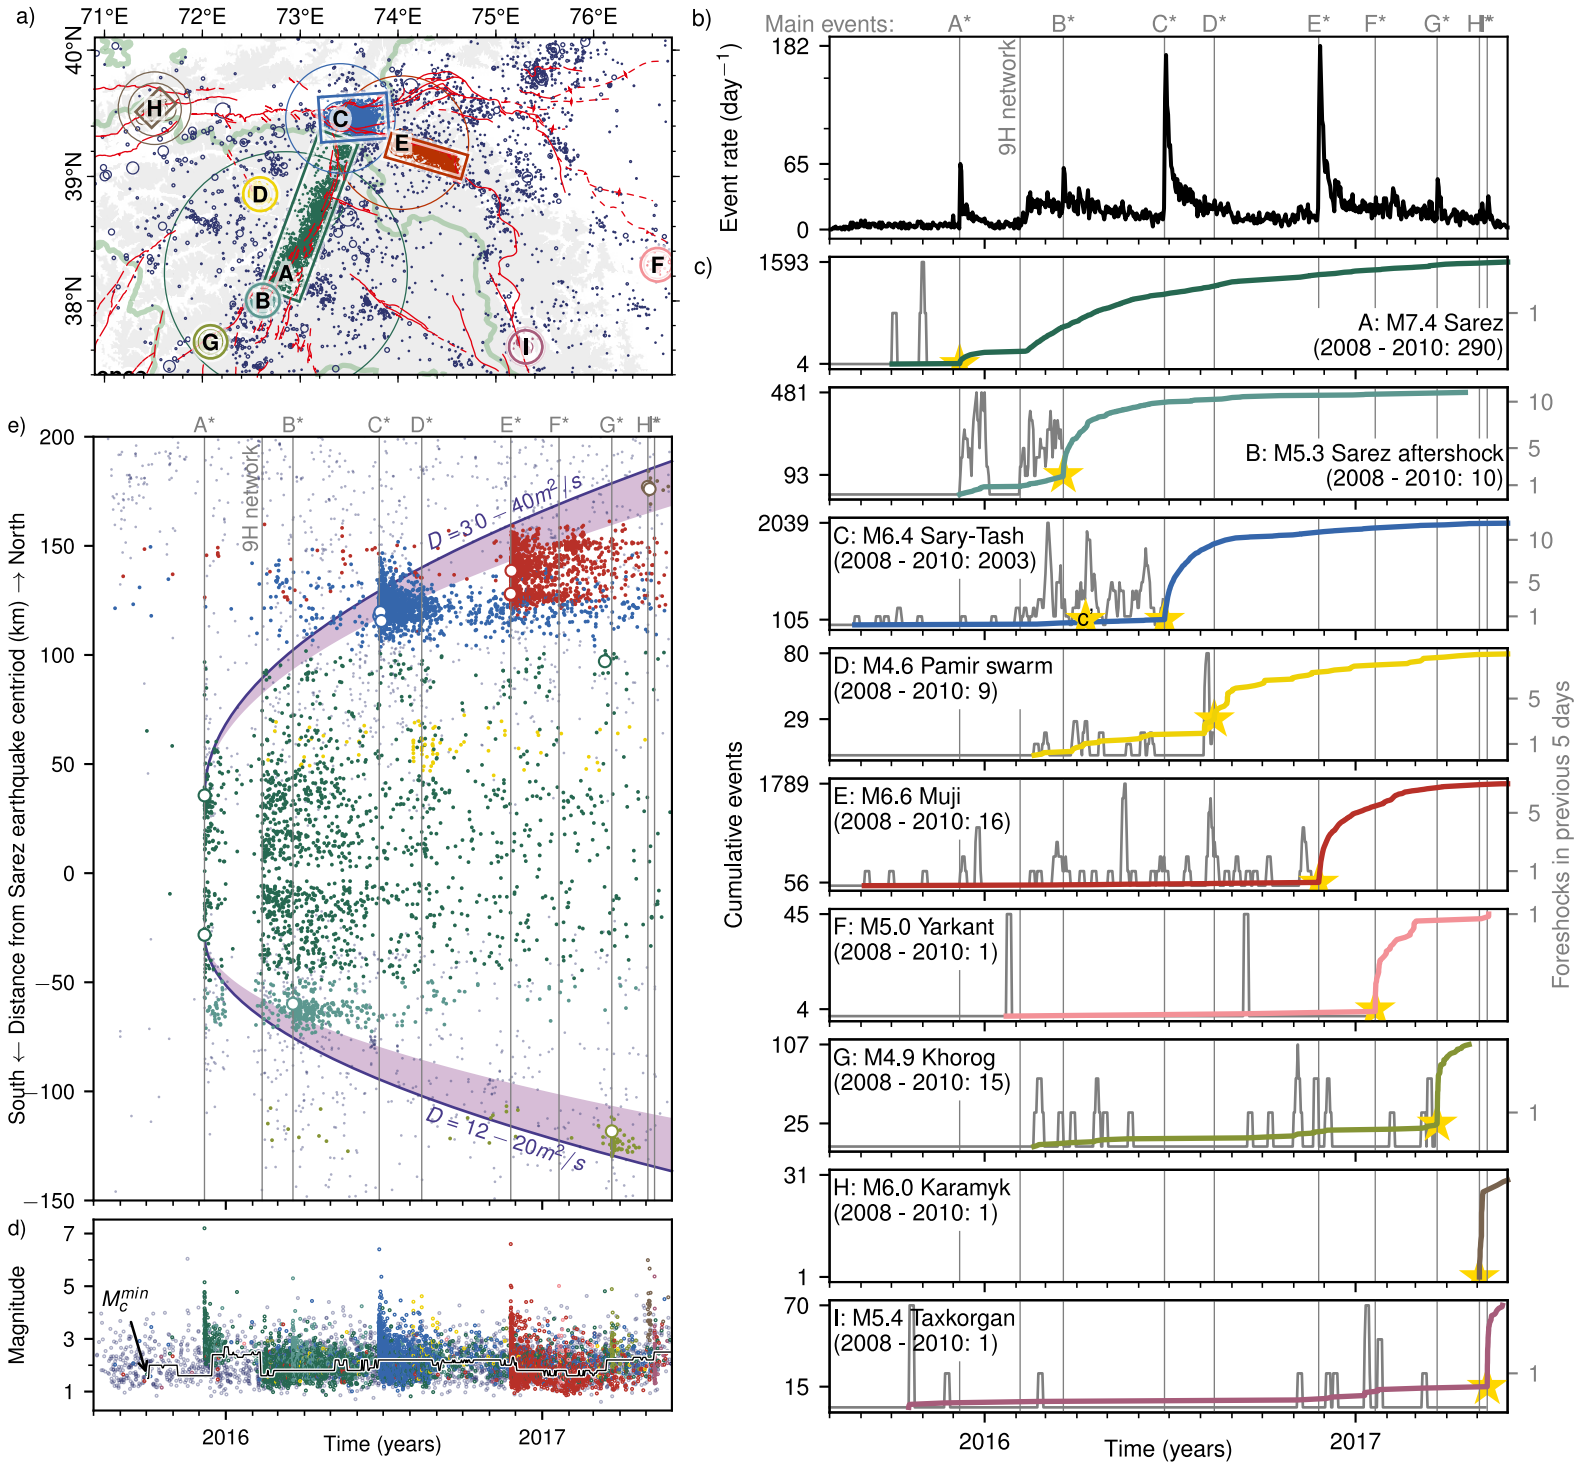 a)
71°E
72°E
73°E
74°E
75°E
76°E
40°N
39°N
38°N
H
C
E
D
A
B
F
G
I
b)
Main events:
A*
B*
C*
D*
E*
F*
G*
H*
I*
9H network
Event rate (day⁻¹)
182
65
0
c)
Cumulative events
Foreshocks in previous 5 days
1593
4
1
A: M7.4 Sarez
(2008 - 2010: 290)
481
93
10
5
1
B: M5.3 Sarez aftershock
(2008 - 2010: 10)
2039
105
10
5
1
C: M6.4 Sary-Tash
(2008 - 2010: 2003)
C'
80
29
5
1
D: M4.6 Pamir swarm
(2008 - 2010: 9)
1789
56
5
1
E: M6.6 Muji
(2008 - 2010: 16)
45
4
1
F: M5.0 Yarkant
(2008 - 2010: 1)
107
25
1
G: M4.9 Khorog
(2008 - 2010: 15)
31
1
H: M6.0 Karamyk
(2008 - 2010: 1)
70
15
1
I: M5.4 Taxkorgan
(2008 - 2010: 1)
2016
2017
Time (years)
e)
A*
B*
C*
D*
E*
F*
G*
H*
I*
9H network
South ← Distance from Sarez earthquake centriod (km) → North
200
150
100
50
0
−50
−100
−150
D = 30 − 40m²/s
D = 12 − 20m²/s
d)
Magnitude
7
5
3
1
M_c^min
2016
2017
Time (years)